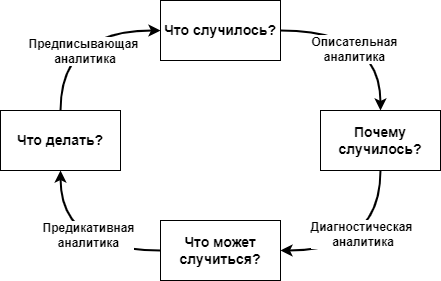 Что случилось?
Предписывающая
аналитика
Описательная
аналитика
Что делать?
Почему
случилось?
Предикативная
аналитика
Диагностическая
аналитика
Что может
случиться?